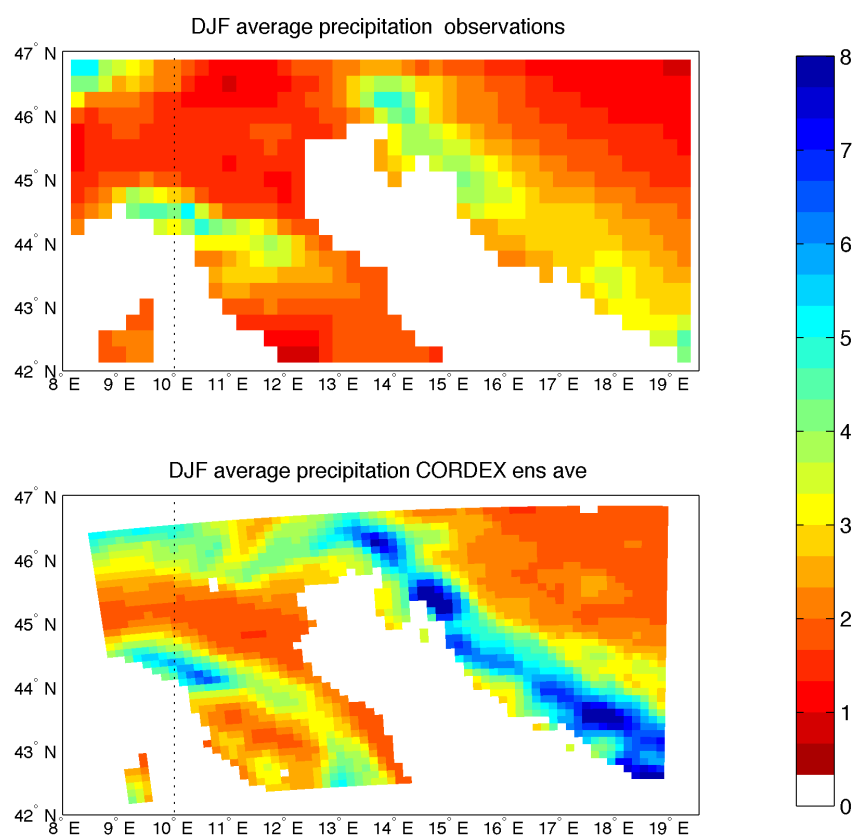 DJF average precipitation  observations
47° N
46° N
45° N
44° N
43° N
42° N
8° E 9° E 10° E 11° E 12° E 13° E 14° E 15° E 16° E 17° E 18° E 19° E
DJF average precipitation CORDEX ens ave
47° N
46° N
45° N
44° N
43° N
42° N
8° E 9° E 10° E 11° E 12° E 13° E 14° E 15° E 16° E 17° E 18° E 19° E
8
7
6
5
4
3
2
1
0